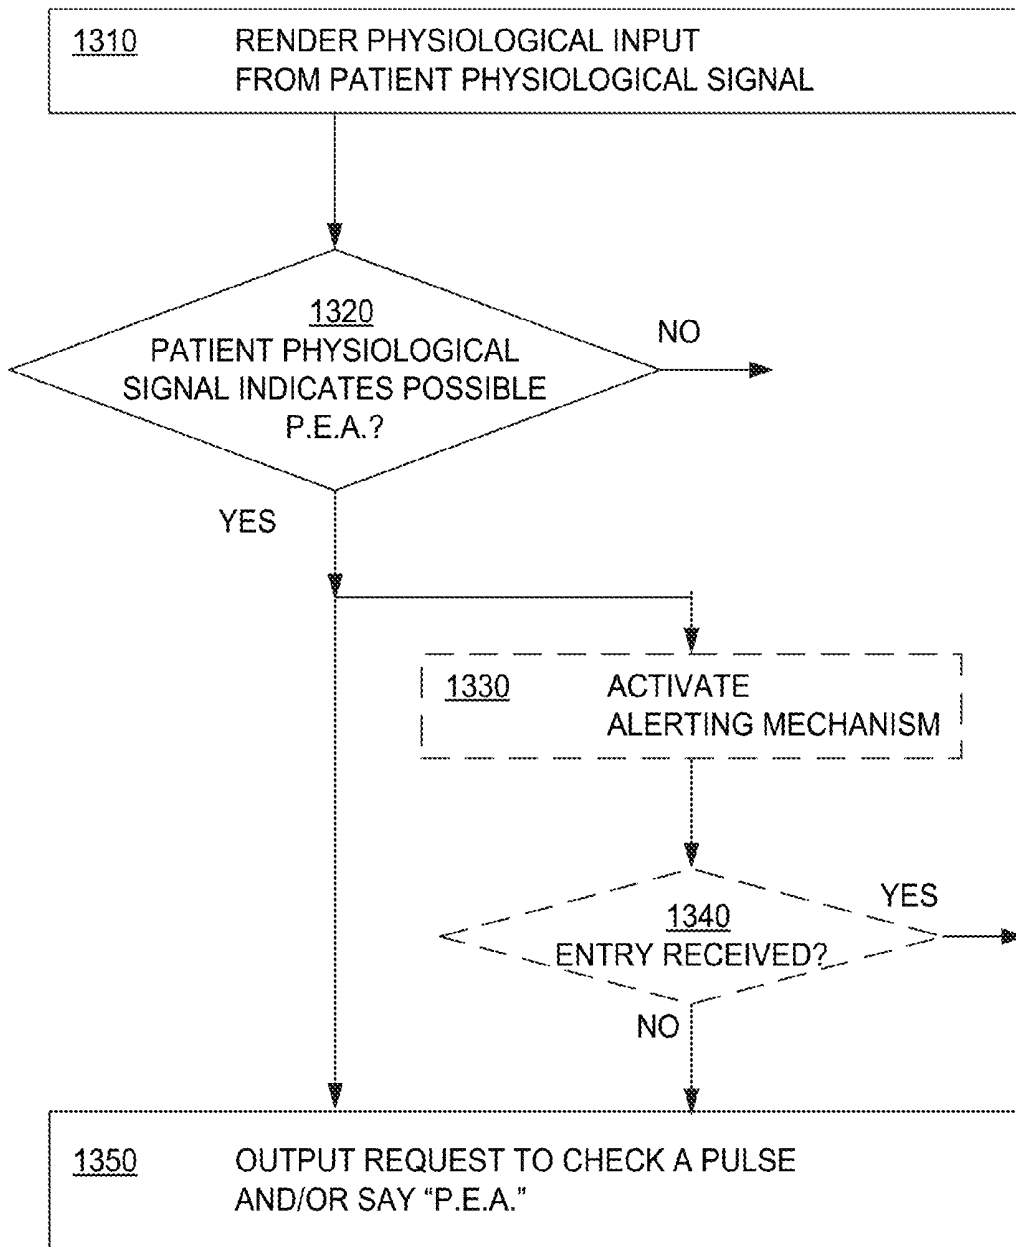 1310 RENDER PHYSIOLOGICAL INPUT
FROM PATIENT PHYSIOLOGICAL SIGNAL
1320
PATIENT PHYSIOLOGICAL
SIGNAL INDICATES POSSIBLE
P.E.A.?
NO
YES
1330 ACTIVATE
ALERTING MECHANISM
1340
ENTRY RECEIVED?
YES
NO
1350 OUTPUT REQUEST TO CHECK A PULSE
AND/OR SAY “P.E.A.”